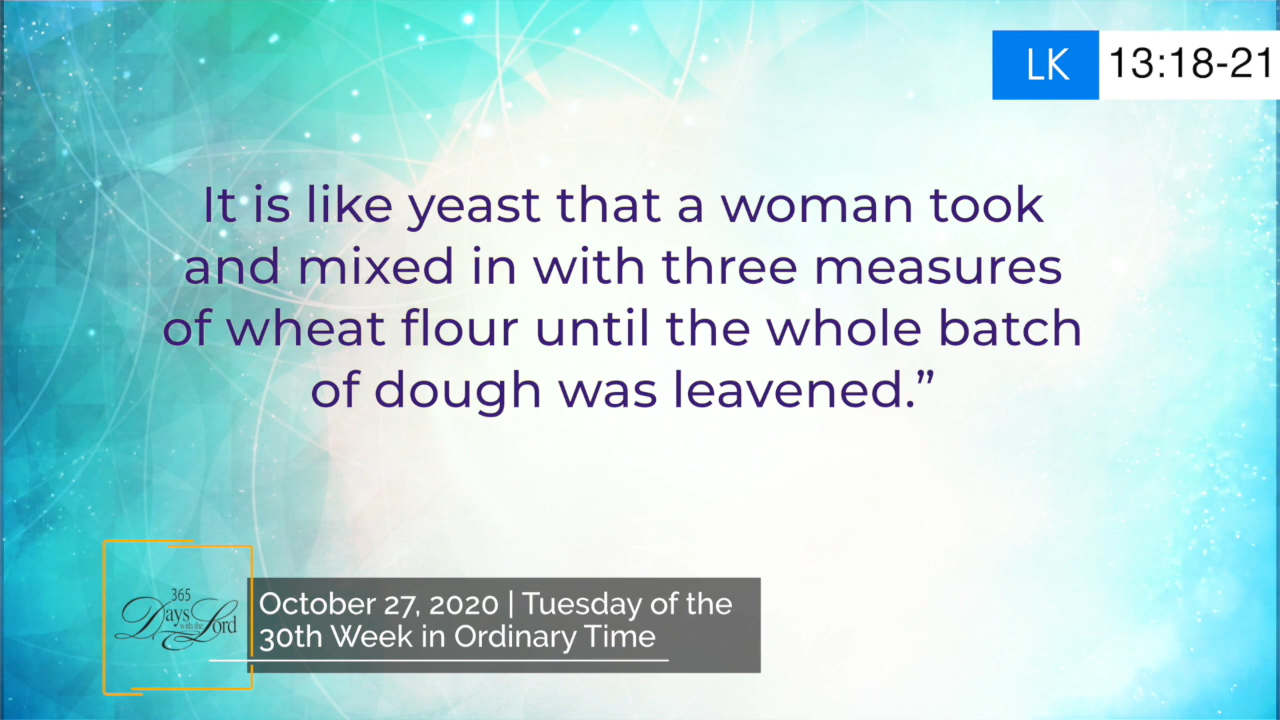 LK 13:18-21
It is like yeast that a woman took
and mixed in with three measures
of wheat flour until the whole batch
of dough was leavened.”
365
Days with the Lord
October 27, 2020 | Tuesday of the
30th Week in Ordinary Time